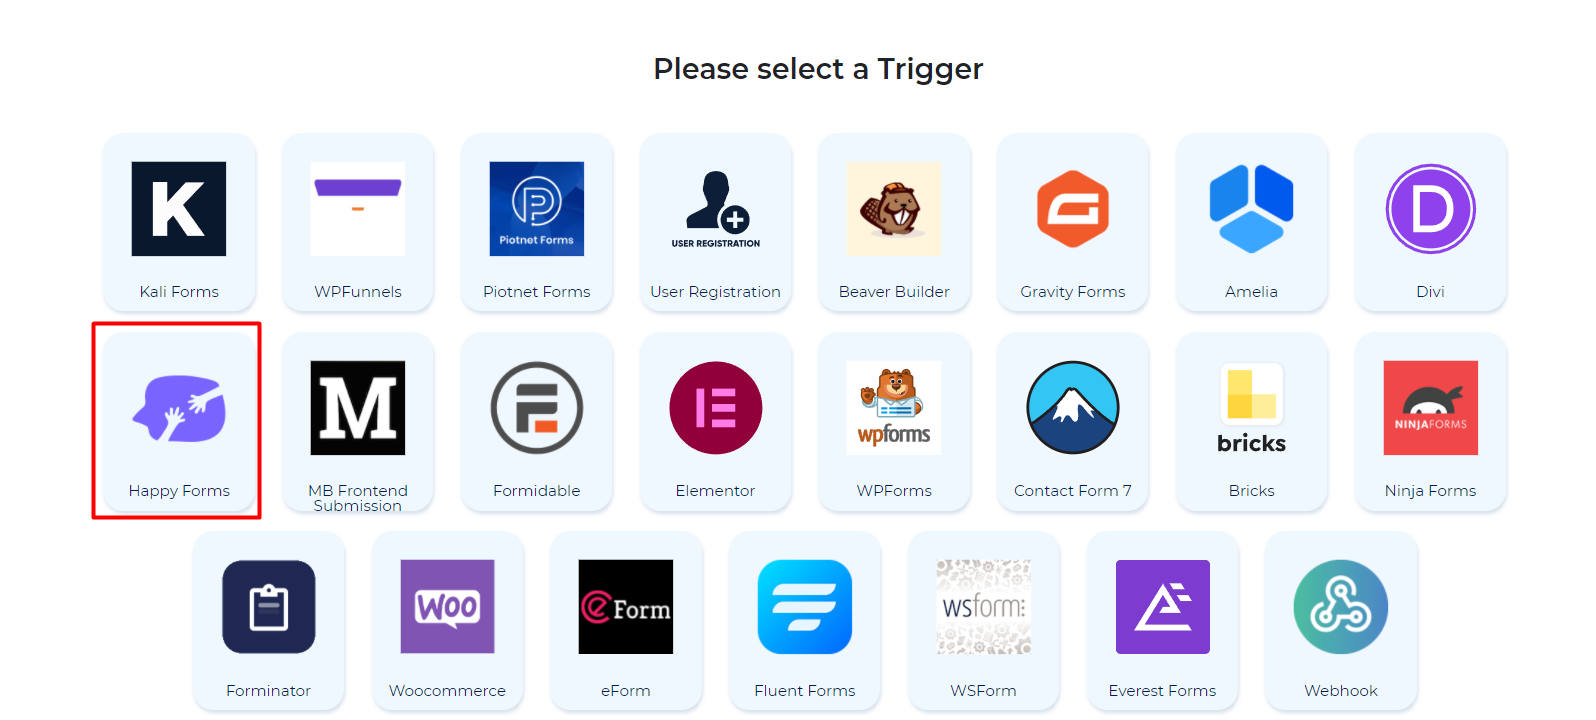 Please select a Trigger
K
Piotnet Forms
USER REGISTRATION
D
Kali Forms
WPFunnels
Piotnet Forms
User Registration
Beaver Builder
Gravity Forms
Amelia
Divi
M
wpforms
bricks
NINJAFORMS
Happy Forms
MB Frontend
Submission
Formidable
Elementor
WPForms
Contact Form 7
Bricks
Ninja Forms
Woo
eForm
wsform
Forminator
Woocommerce
eForm
Fluent Forms
WSForm
Everest Forms
Webhook